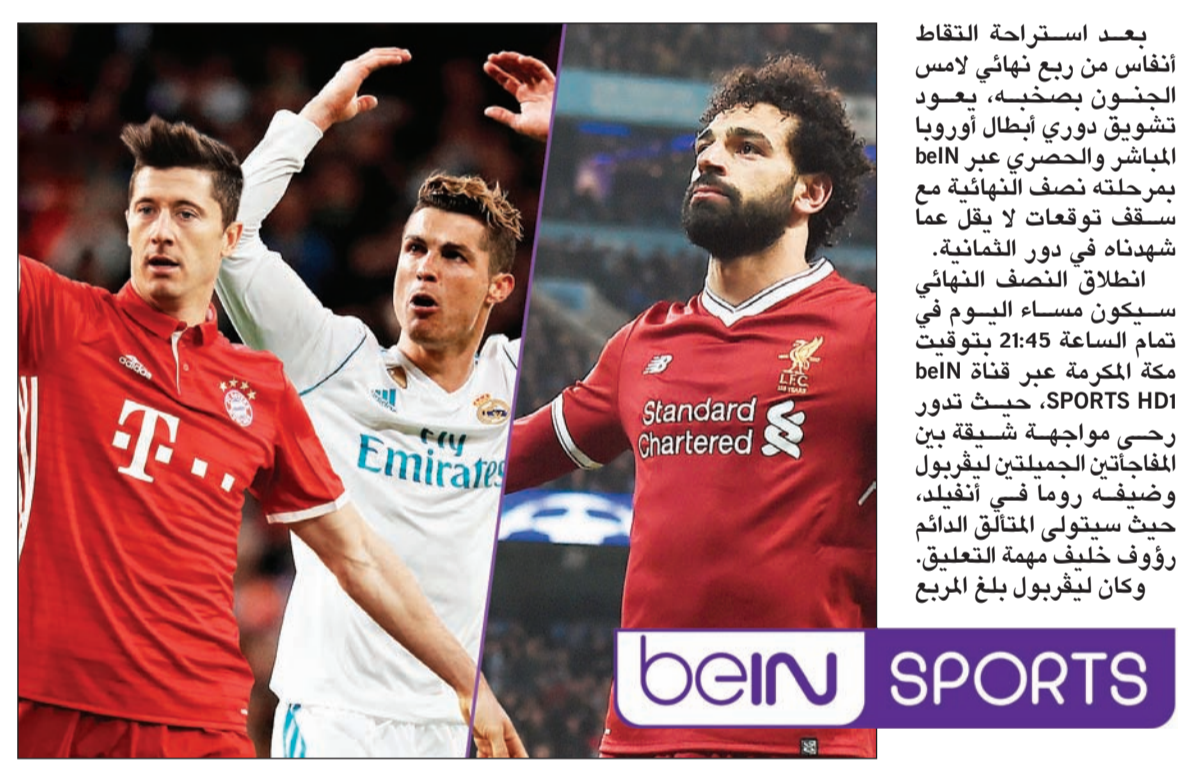 بعد استراحة التقاط
أنفاس من ربع نهائي لامس
الجنون بصخبه، يعود
تشويق دوري أبطال أوروبا
المباشر والحصري عبر beIN
بمرحلته نصف النهائية مع
سقف توقعات لا يقل عما
شهدناه في دور الثمانية.
انطلاق النصف النهائي
سيكون مساء اليوم في
تمام الساعة 21:45 بتوقيت
مكة المكرمة عبر قناة beIN
SPORTS HD1، حيث تدور
رحى مواجهة شيقة بين
المفاجأتين الجميلتين ليڤربول
وضيفه روما في أنفيلد،
حيث سيتولى المتألق الدائم
رؤوف خليف مهمة التعليق.
وكان ليڤربول بلغ المربع
adidas
T
Fly
Emirates
L.F.C.
Standard
Chartered
beIN SPORTS